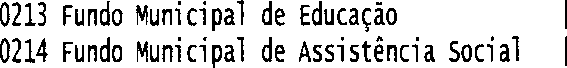 0213 Fundo Municipal de Educação
0214 Fundo Municipal de Assistência Social